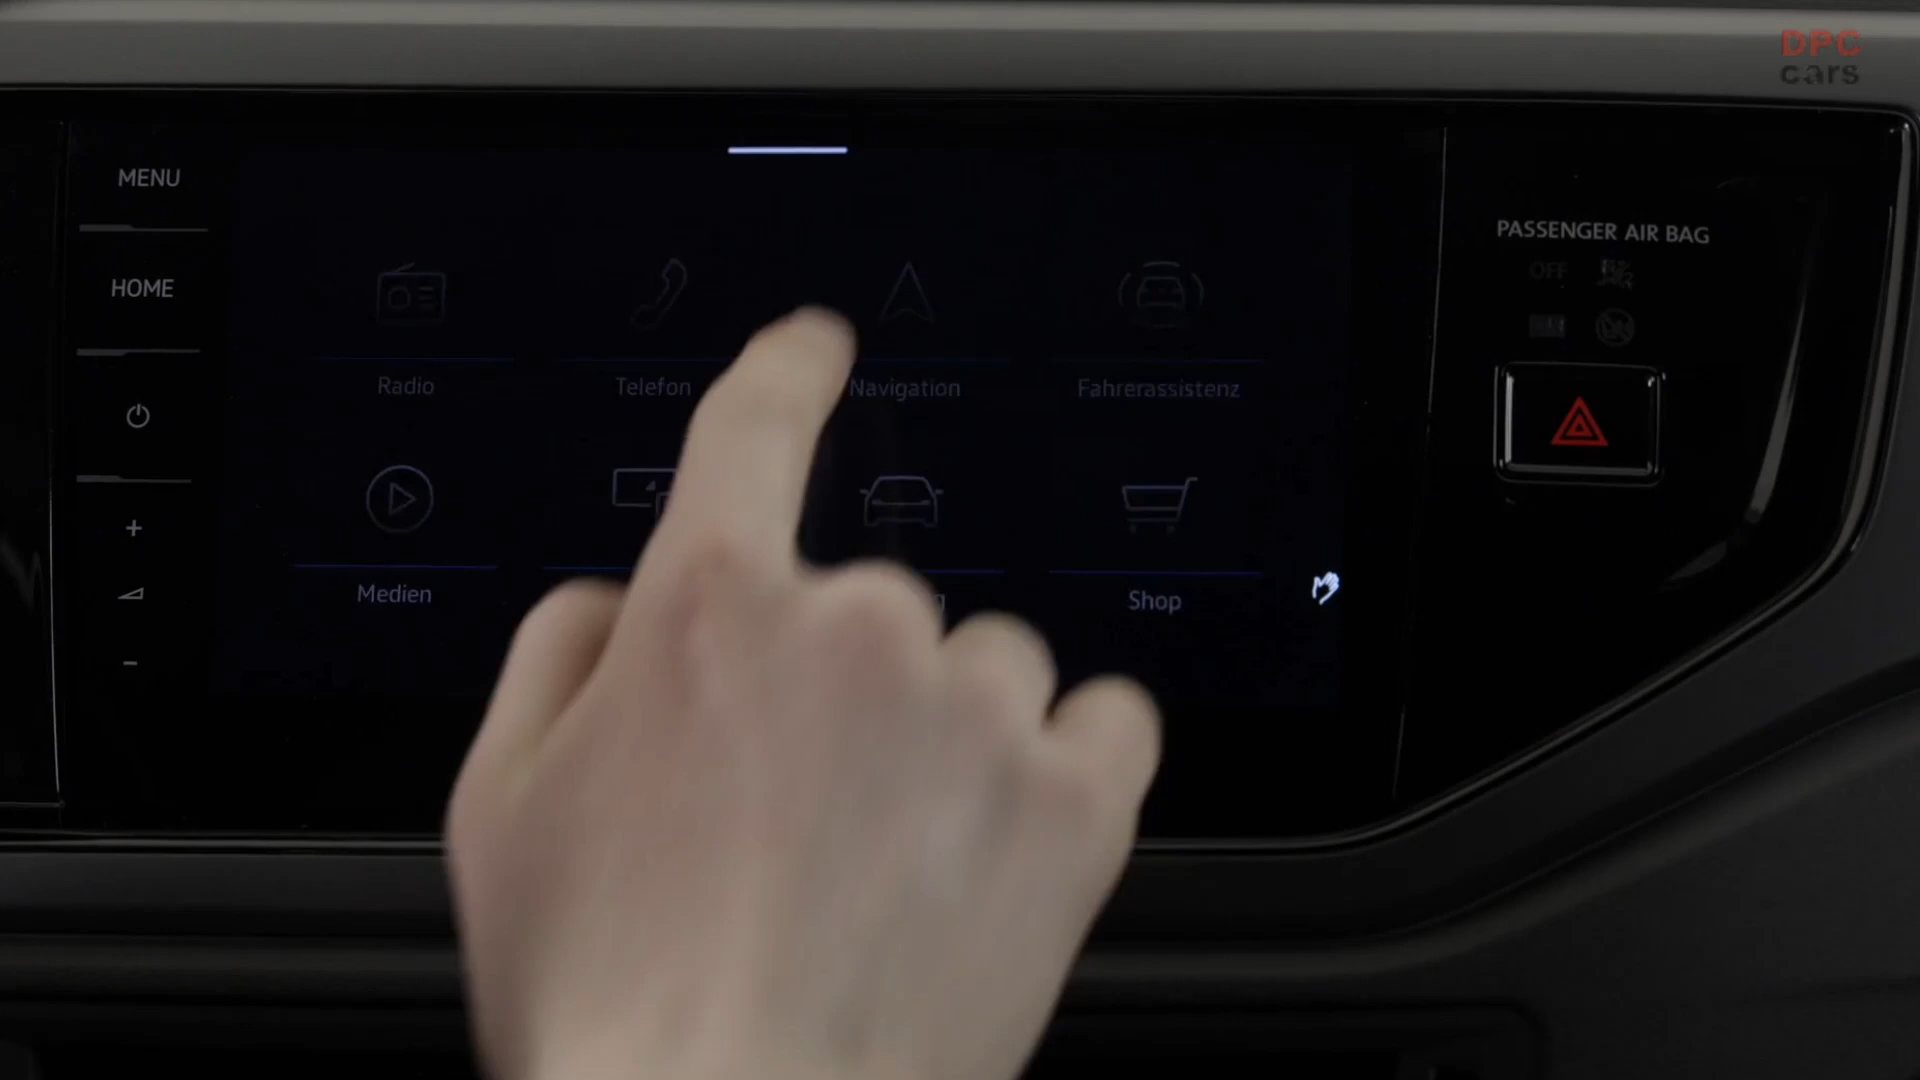 DPC
cars
MENU
PASSENGER AIR BAG
OFF
HOME
Radio
Telefon
Navigation
Fahrerassistenz
+
Medien
Shop
-